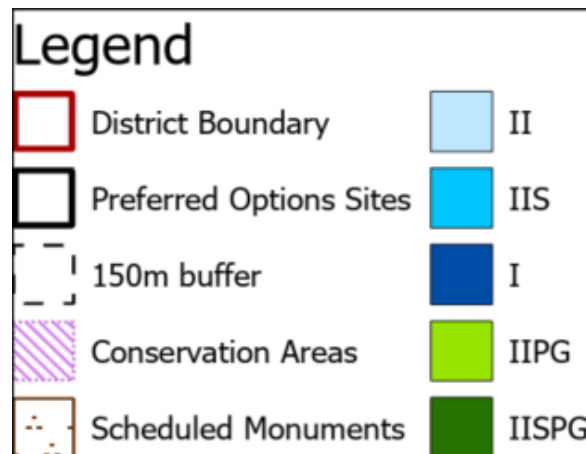 Legend
District Boundary
Preferred Options Sites
150m buffer
Conservation Areas
Scheduled Monuments
II
IIS
I
IIPG
IISPG